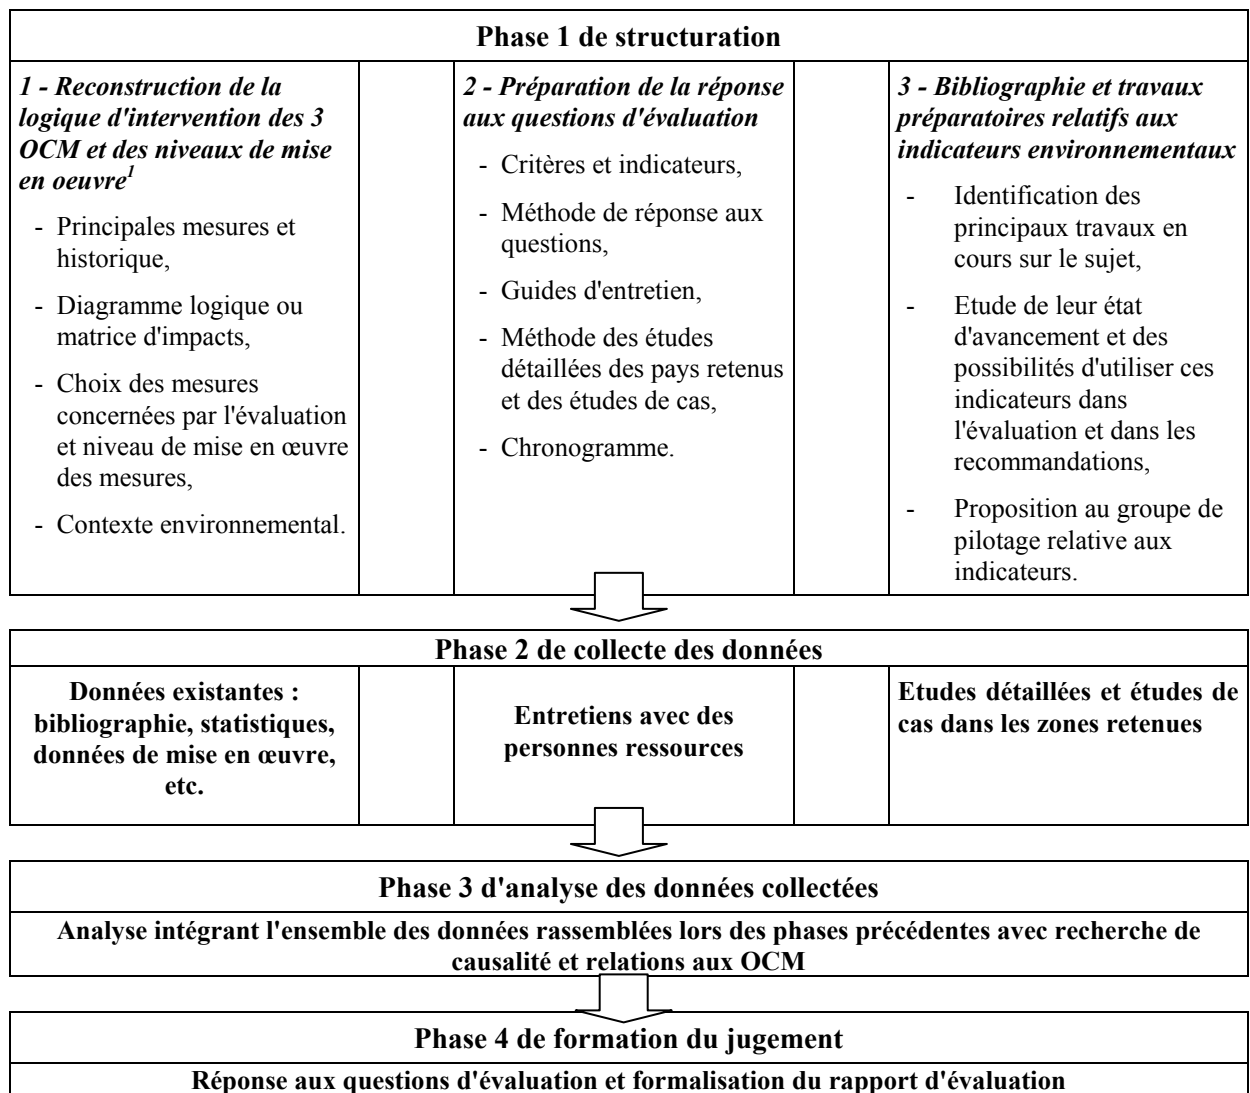 Phase 1 de structuration
1 - Reconstruction de la
logique d'intervention des 3
OCM et des niveaux de mise
en oeuvre1
- Principales mesures et
historique,
- Diagramme logique ou
matrice d'impacts,
- Choix des mesures
concernées par l'évaluation
et niveau de mise en œuvre
des mesures,
- Contexte environmental.
2 - Préparation de la réponse
aux questions d'évaluation
- Critères et indicateurs,
- Méthode de réponse aux
questions,
- Guides d'entretien,
- Méthode des études
détaillées des pays retenus
et des études de cas,
- Chronogramme.
3 - Bibliographie et travaux
préparatoires relatifs aux
indicateurs environnementaux
- Identification des
principaux travaux en
cours sur le sujet,
- Etude de leur état
d'avancement et des
possibilités d'utiliser ces
indicateurs dans
l'évaluation et dans les
recommandations,
- Proposition au groupe de
pilotage relative aux
indicateurs.
Phase 2 de collecte des données
Données existantes :
bibliographie, statistiques,
données de mise en œuvre,
etc.
Entretiens avec des
personnes ressources
Etudes détaillées et études de
cas dans les zones retenues
Phase 3 d'analyse des données collectées
Analyse intégrant l'ensemble des données rassemblées lors des phases précédentes avec recherche de
causalité et relations aux OCM
Phase 4 de formation du jugement
Réponse aux questions d'évaluation et formalisation du rapport d'évaluation